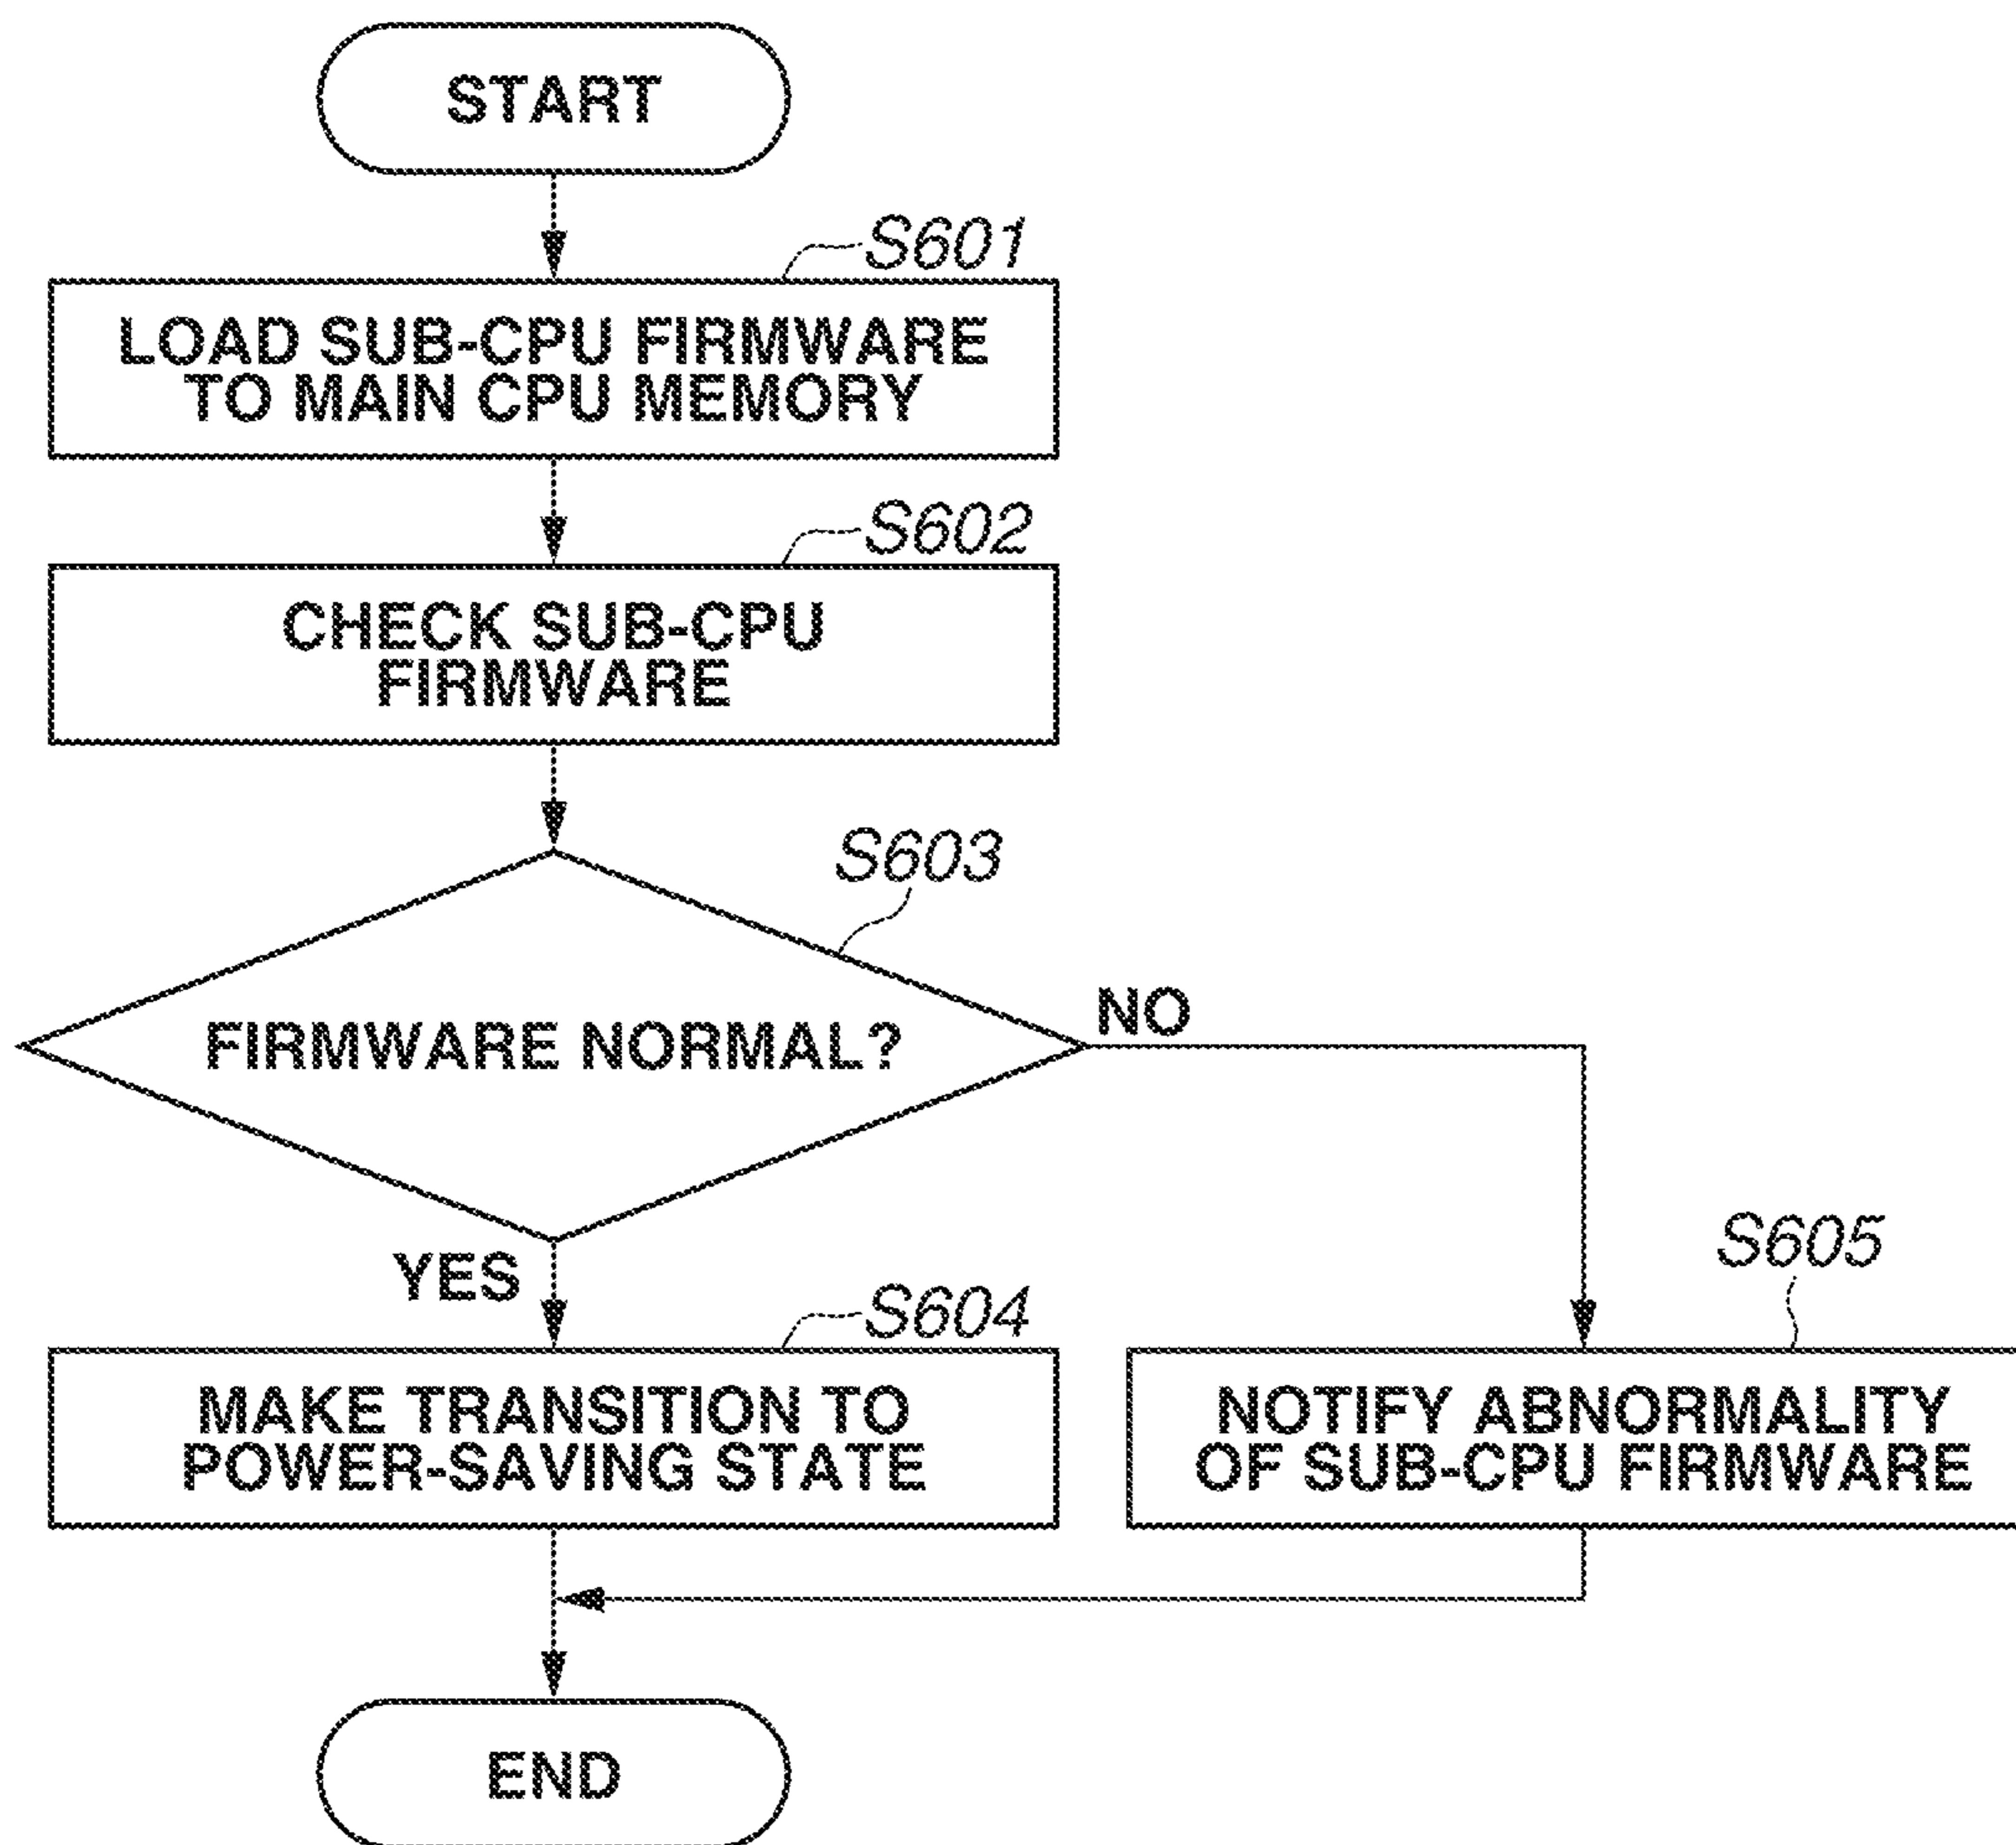 START
S601
LOAD SUB-CPU FIRMWARE
TO MAIN CPU MEMORY
S602
CHECK SUB-CPU
FIRMWARE
S603
FIRMWARE NORMAL?
NO
YES
S604
MAKE TRANSITION TO
POWER-SAVING STATE
S605
NOTIFY ABNORMALITY
OF SUB-CPU FIRMWARE
END